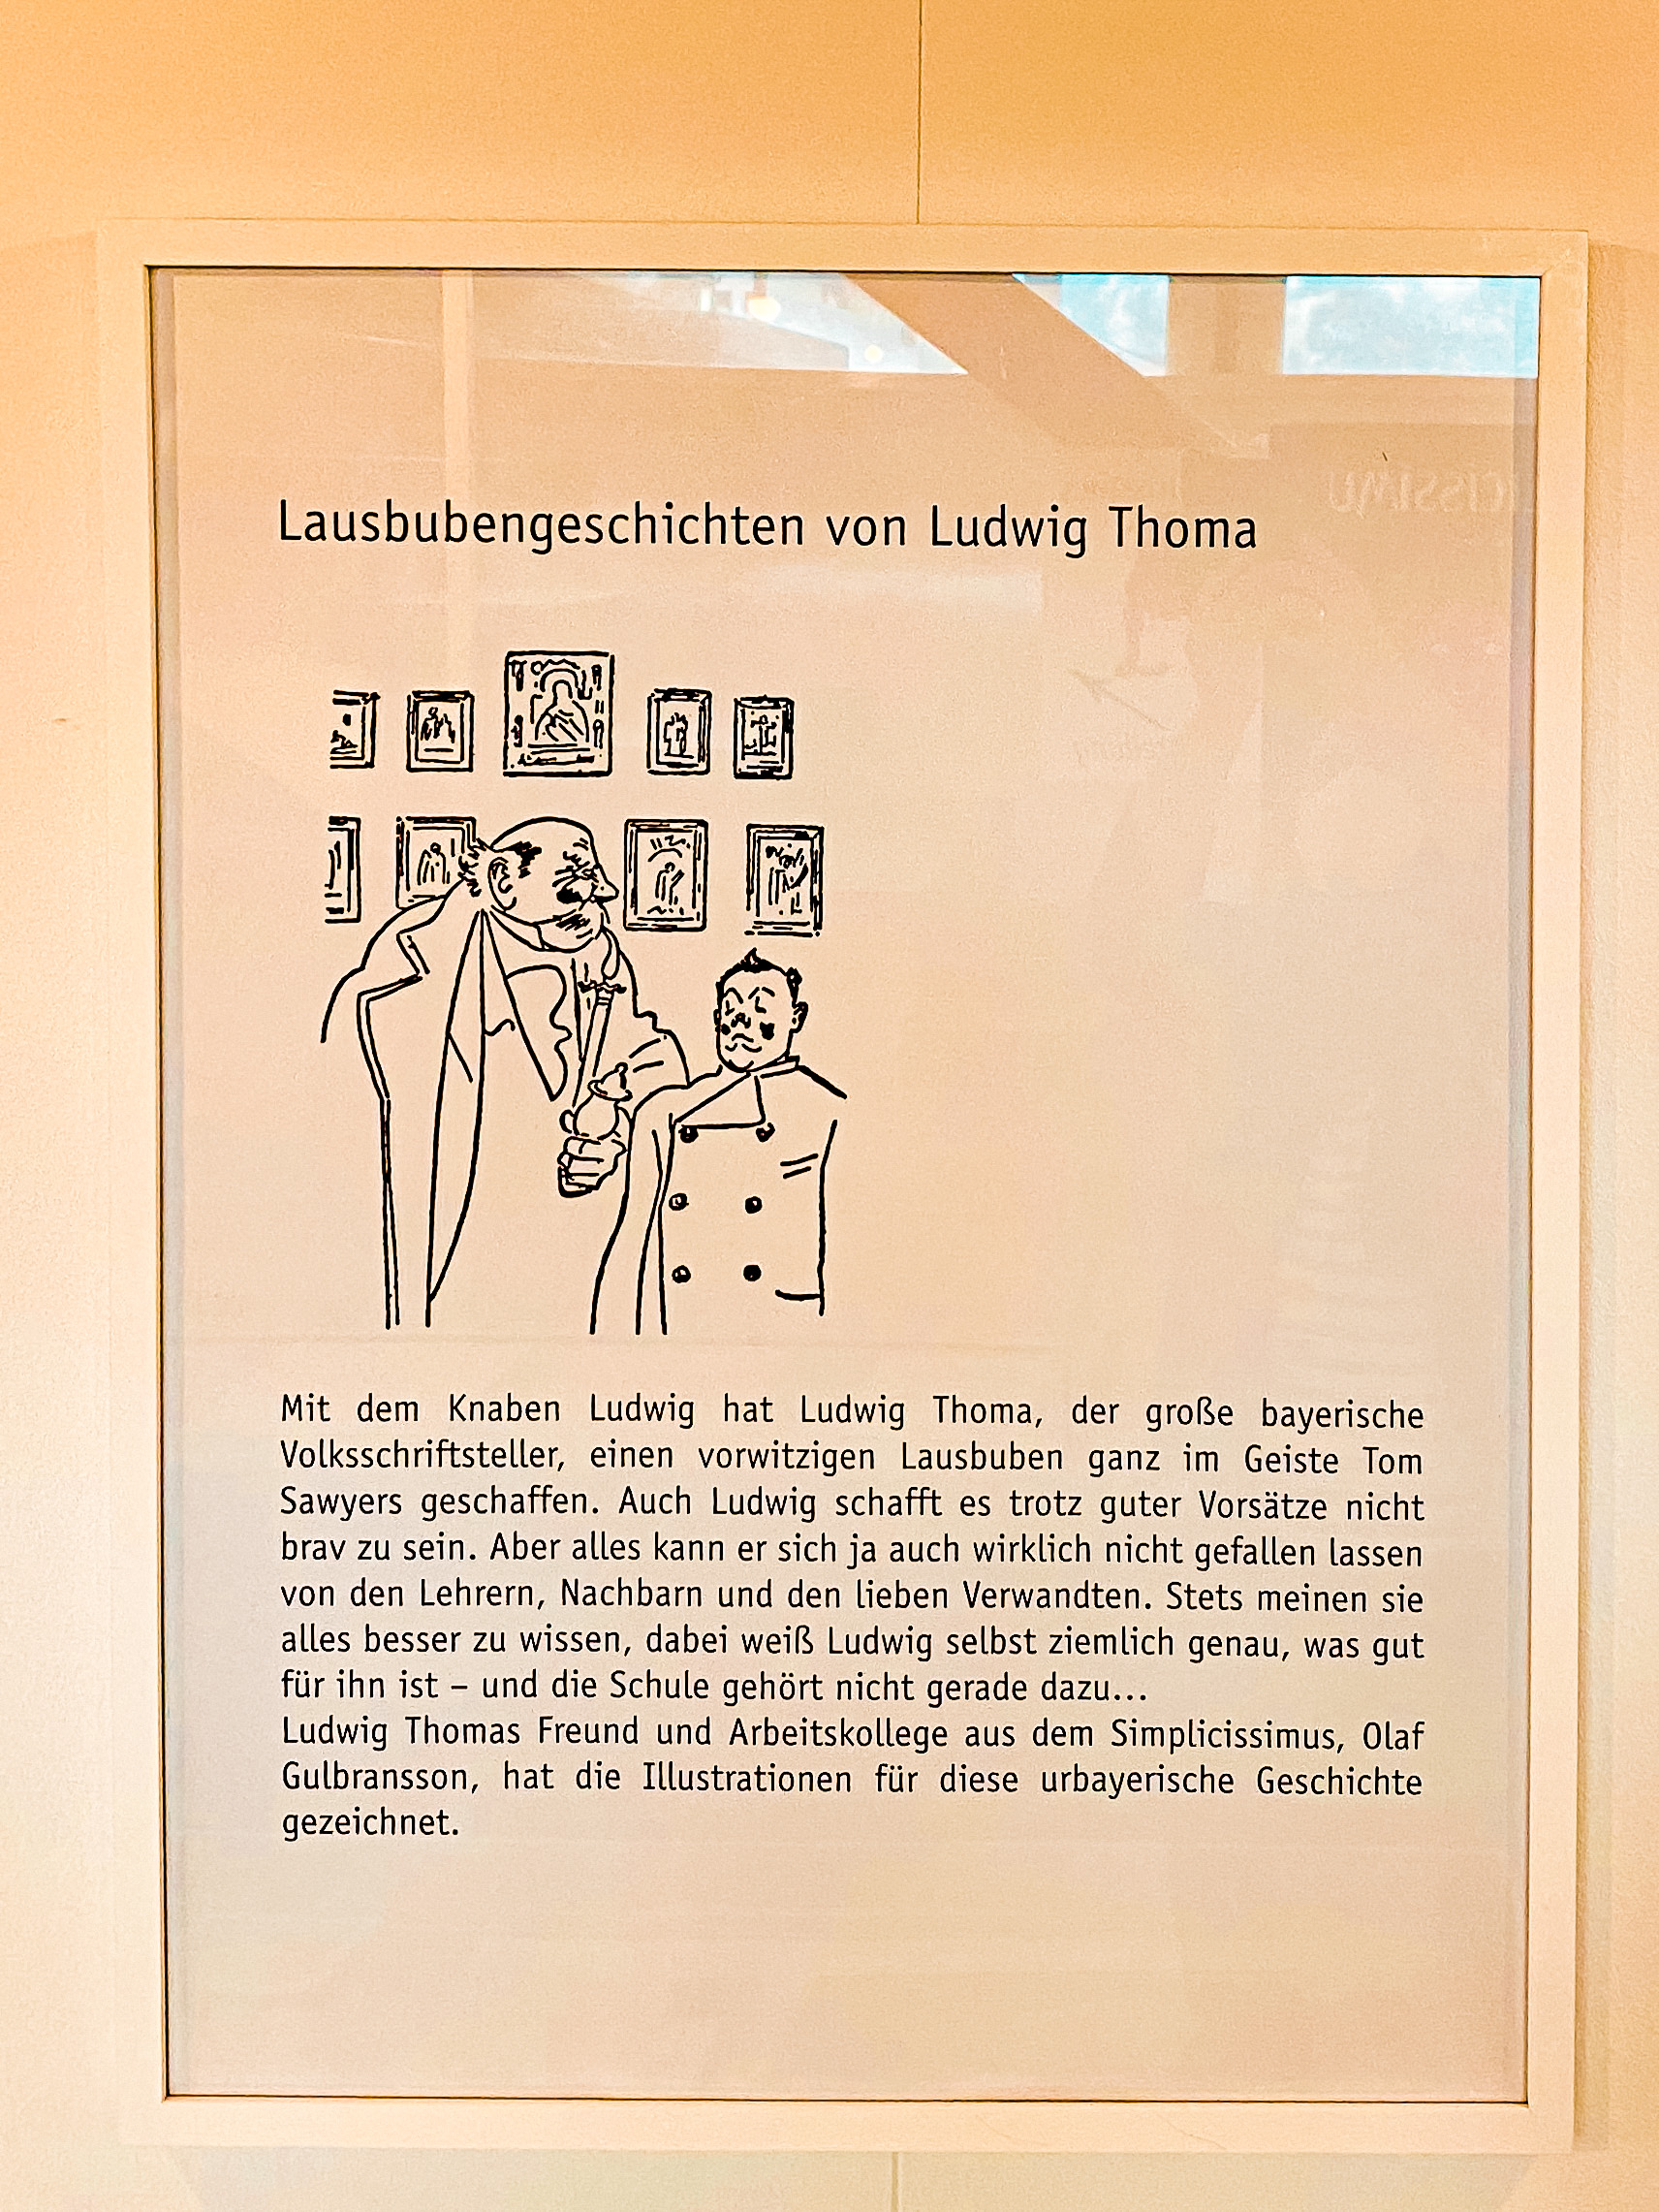 Lausbubengeschichten von Ludwig Thoma
Mit dem Knaben Ludwig hat Ludwig Thoma, der große bayerische
Volksschriftsteller, einen vorwitzigen Lausbuben ganz im Geiste Tom
Sawyers geschaffen. Auch Ludwig schafft es trotz guter Vorsätze nicht
brav zu sein. Aber alles kann er sich ja auch wirklich nicht gefallen lassen
von den Lehrern, Nachbarn und den lieben Verwandten. Stets meinen sie
alles besser zu wissen, dabei weiß Ludwig selbst ziemlich genau, was gut
für ihn ist – und die Schule gehört nicht gerade dazu...
Ludwig Thomas Freund und Arbeitskollege aus dem Simplicissimus, Olaf
Gulbransson, hat die Illustrationen für diese urbayerische Geschichte
gezeichnet.